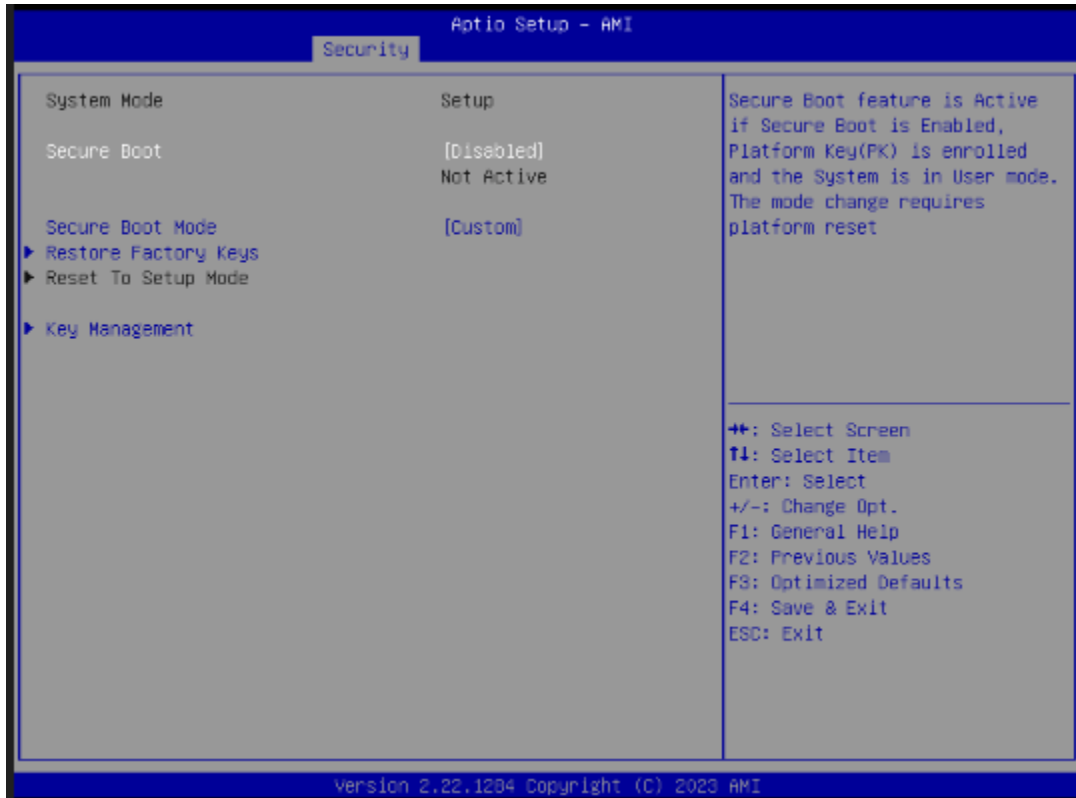 Aptio Setup – AMI
Security
System Mode Setup
Secure Boot [Disabled]
Not Active
Secure Boot Mode [Custom]
Restore Factory Keys
Reset To Setup Mode
Key Management
Secure Boot feature is Active
if Secure Boot is Enabled,
Platform Key(PK) is enrolled
and the System is in User mode.
The mode change requires
platform reset
→←: Select Screen
↑↓: Select Item
Enter: Select
+/-: Change Opt.
F1: General Help
F2: Previous Values
F3: Optimized Defaults
F4: Save & Exit
ESC: Exit
Version 2.22.1284 Copyright (C) 2023 AMI